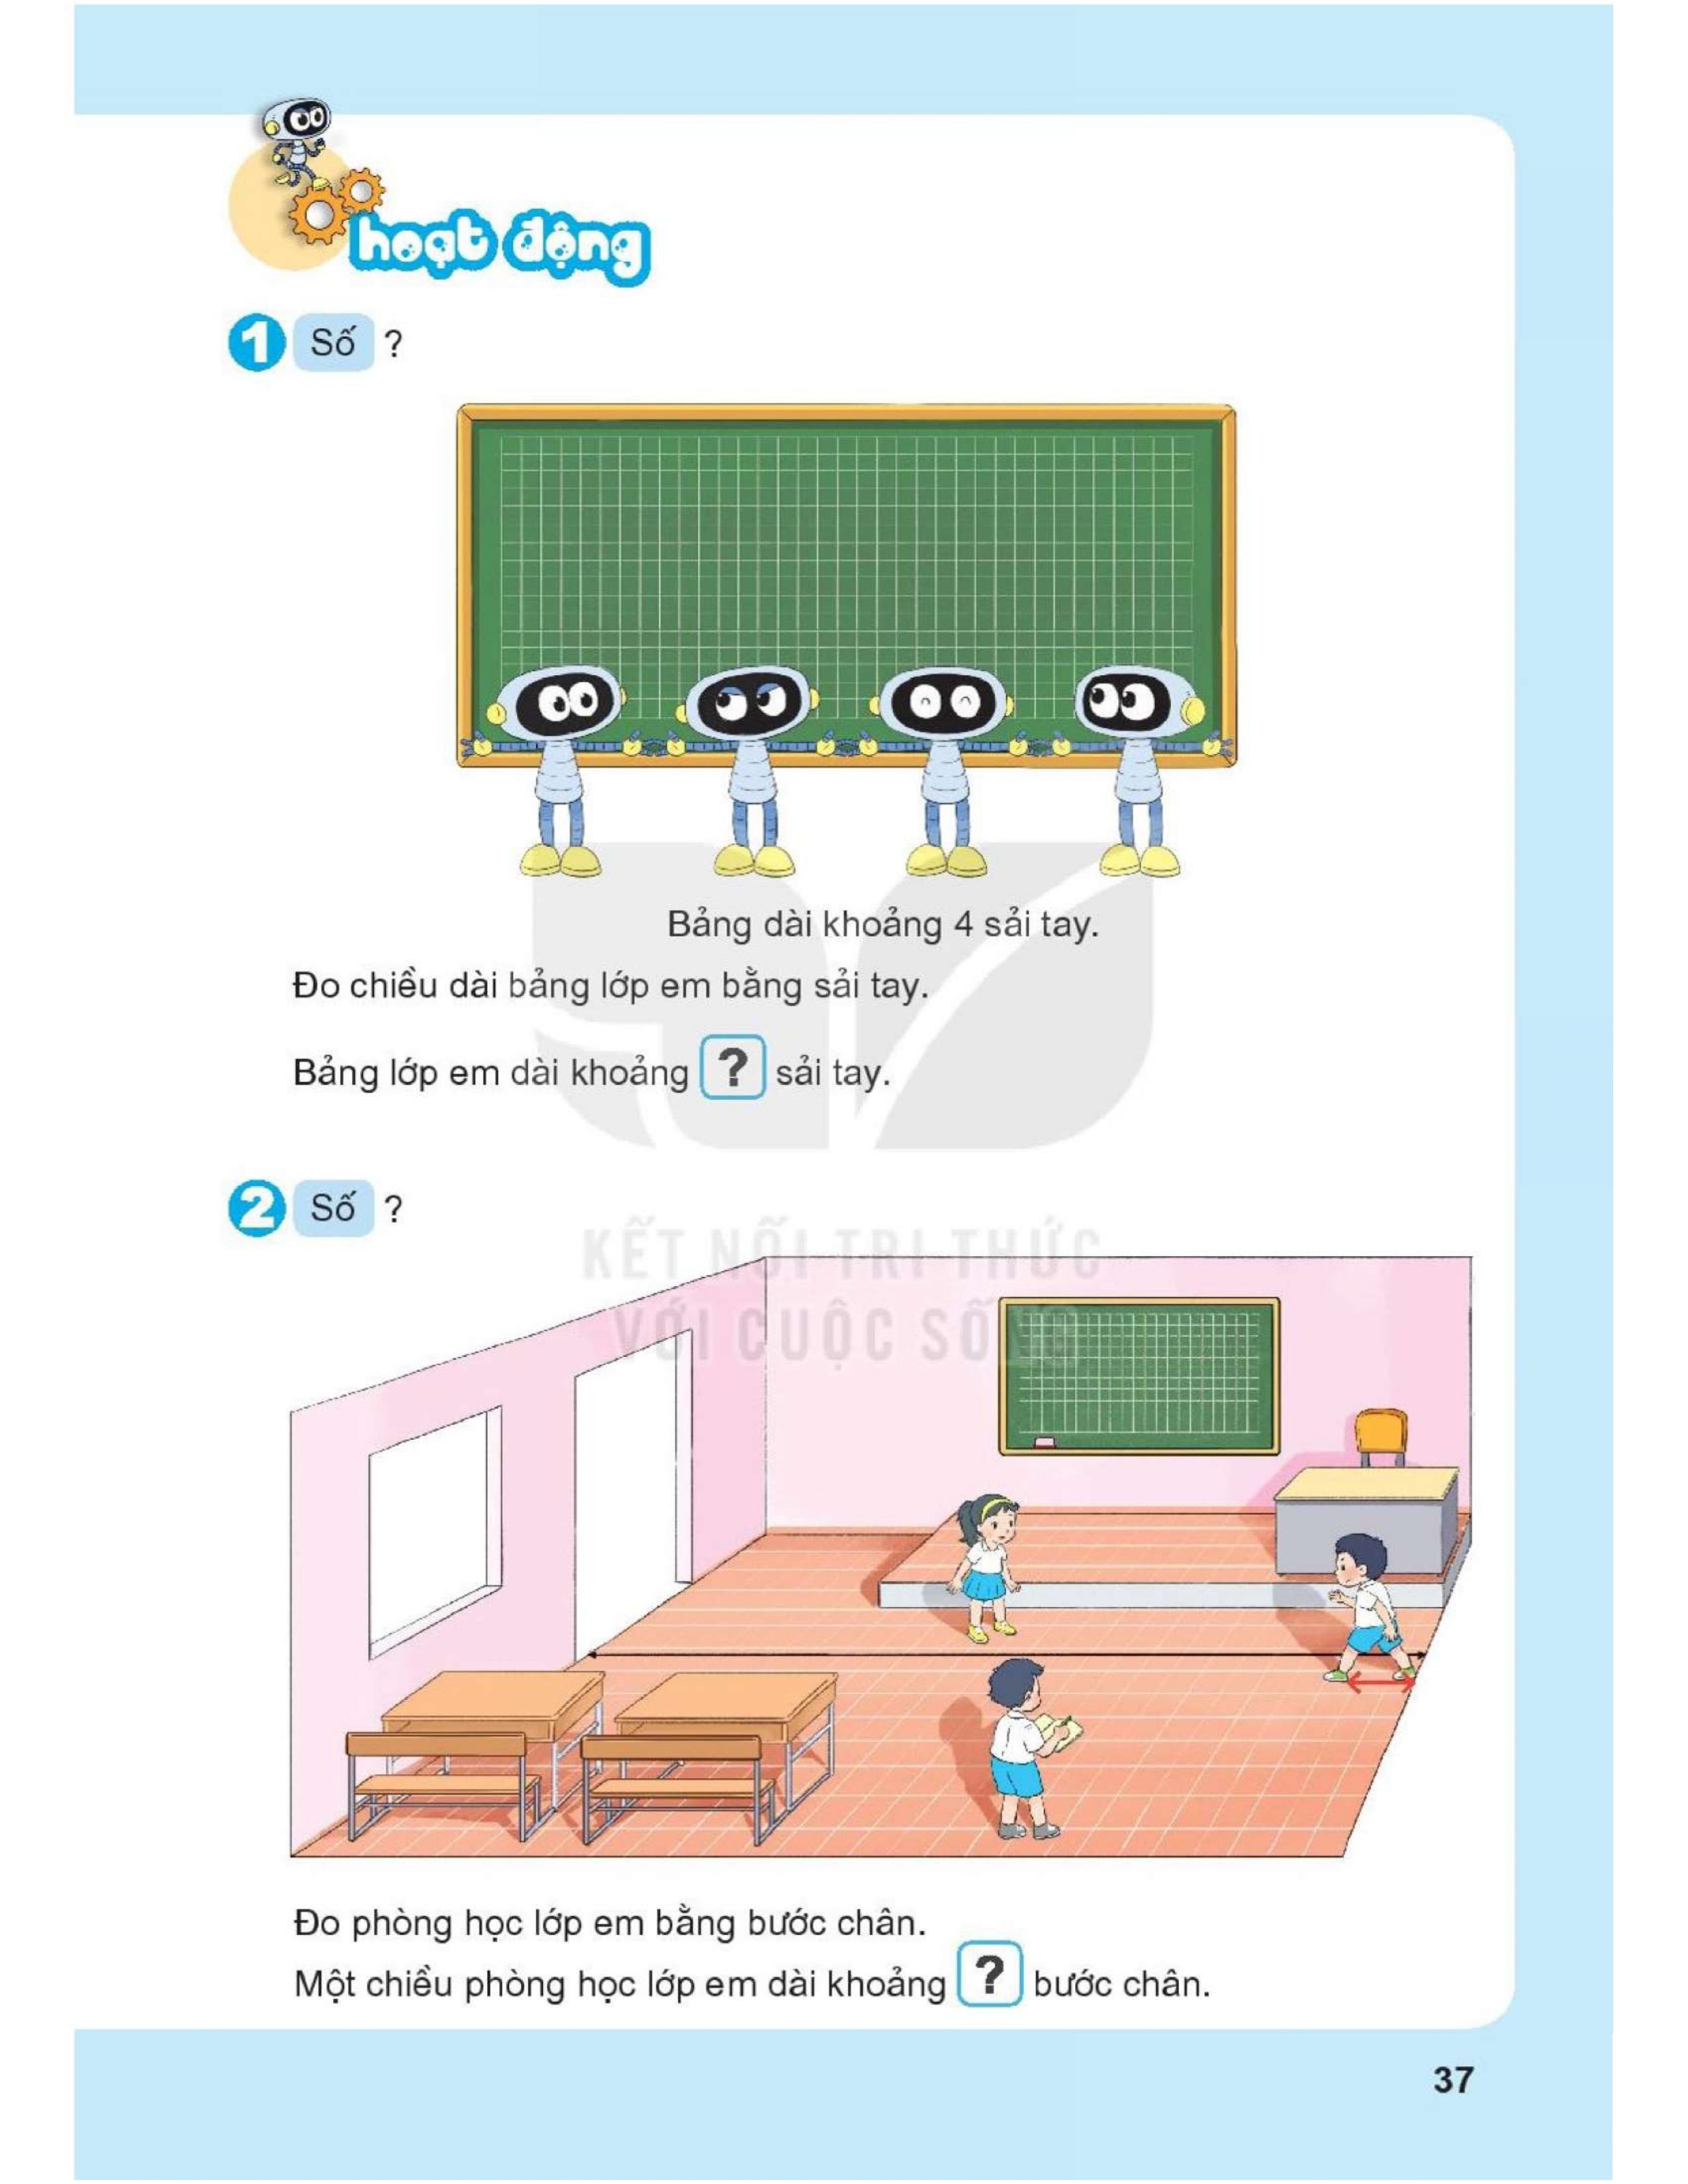 hoạt động
1 Số ?
Bảng dài khoảng 4 sải tay.
Đo chiều dài bảng lớp em bằng sải tay.
Bảng lớp em dài khoảng ? sải tay.
2 Số ?
KẾT NỐI TRI THỨC
VỚI CUỘC SỐNG
Đo phòng học lớp em bằng bước chân.
Một chiều phòng học lớp em dài khoảng ? bước chân.
37